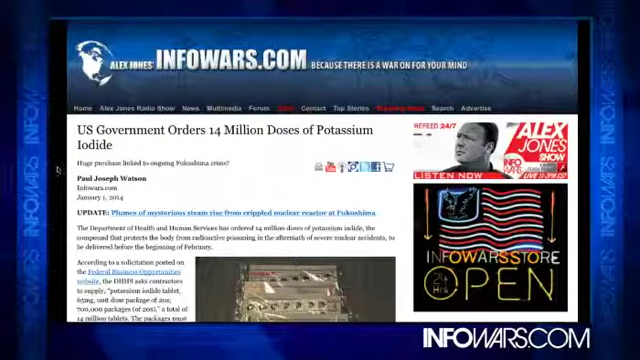 ALEX JONES' INFOWARS.COM BECAUSE THERE IS A WAR ON FOR YOUR MIND
Home Alex Jones Radio Show News Multimedia Forum Contact Top Stories Breaking News Search Advertise
US Government Orders 14 Million Doses of Potassium
Iodide
Huge purchase linked to ongoing Fukushima crisis?
Paul Joseph Watson
Infowars.com
January 1, 2014
UPDATE: Plumes of mysterious steam rise from crippled nuclear reactor at Fukushima
The Department of Health and Human Services has ordered 14 million doses of potassium iodide, the
compound that protects the body from radioactive poisoning in the aftermath of severe nuclear accidents, to
be delivered before the beginning of February.
According to a solicitation posted on
the Federal Business Opportunities
website, the DHHS asks contractors
to supply, "potassium iodide tablet,
65mg, unit dose package of 20s;
700,000 packages (of 20s)," a total of
14 million tablets. The packages must
REFEED 24/7
ALEX
JONES
SHOW
INFO
WARS
LISTEN NOW
INFOWARSSTORE
OPEN
INFOWARS.COM
INFOWARS
INFOWARS